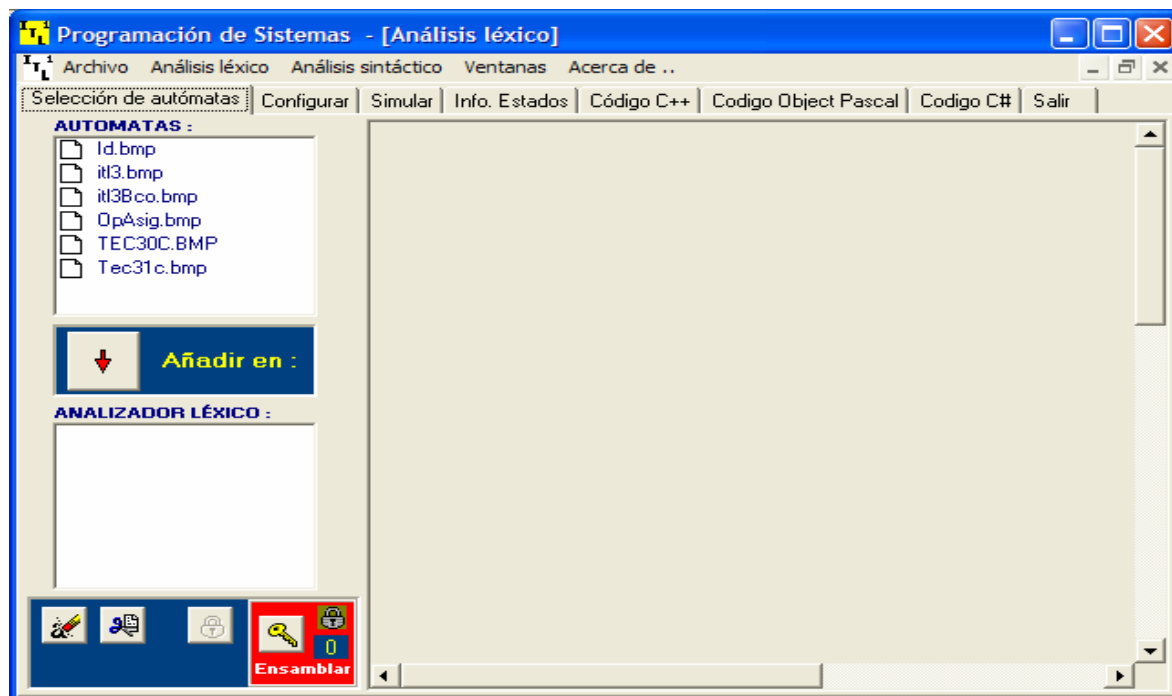 Programación de Sistemas - [Análisis léxico]
Archivo Análisis léxico Análisis sintáctico Ventanas Acerca de ..
Selección de autómatas Configurar Simular Info. Estados Código C++ Codigo Object Pascal Codigo C# Salir
AUTOMATAS :
Id.bmp
itl3.bmp
itl3Bco.bmp
OpAsig.bmp
TEC30C.BMP
Tec31c.bmp
Añadir en :
ANALIZADOR LÉXICO :
0
Ensamblar